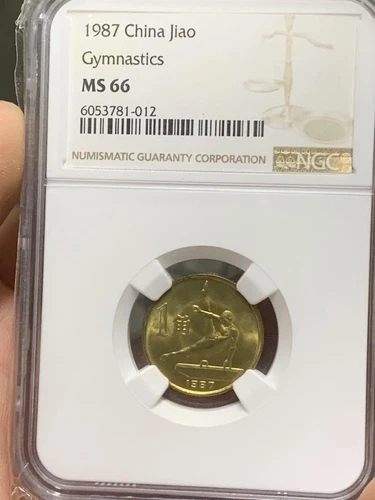 1987 China Jiao
Gymnastics
MS 66
6053781-012
NUMISMATIC GUARANTY CORPORATION
NGC
1
1987